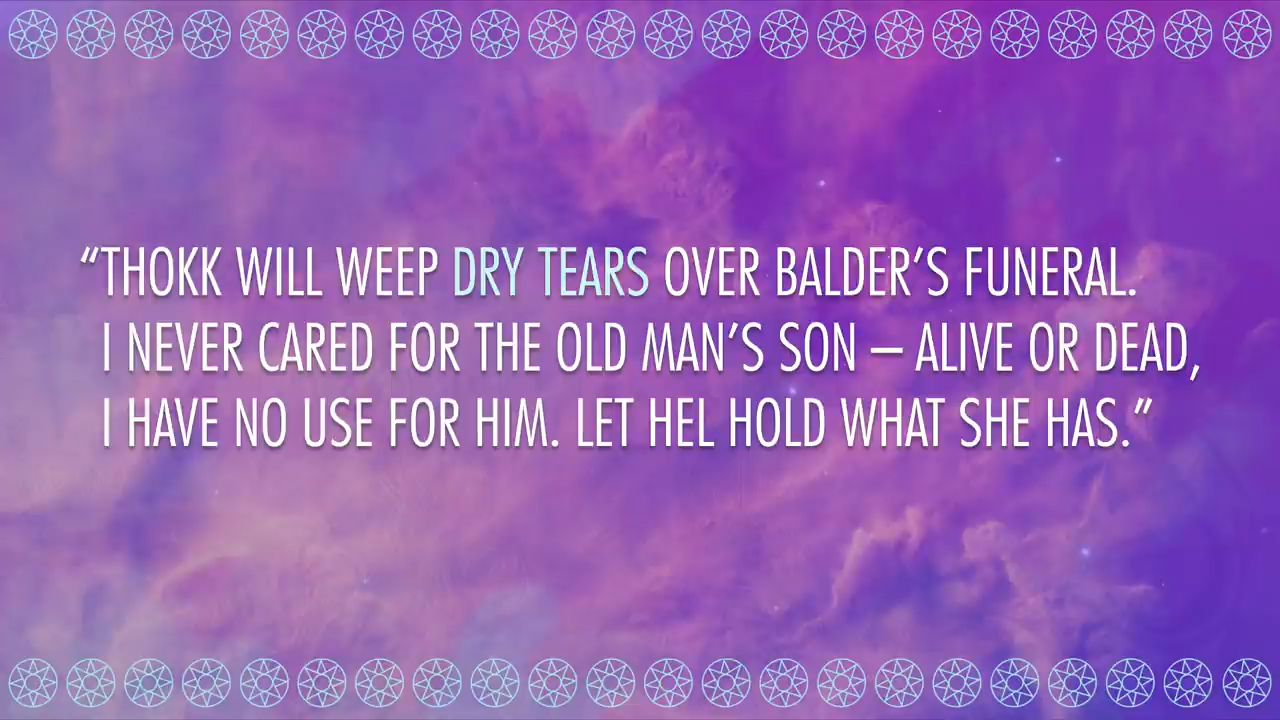 “THOKK WILL WEEP DRY TEARS OVER BALDER’S FUNERAL.
I NEVER CARED FOR THE OLD MAN’S SON – ALIVE OR DEAD,
I HAVE NO USE FOR HIM. LET HEL HOLD WHAT SHE HAS.”